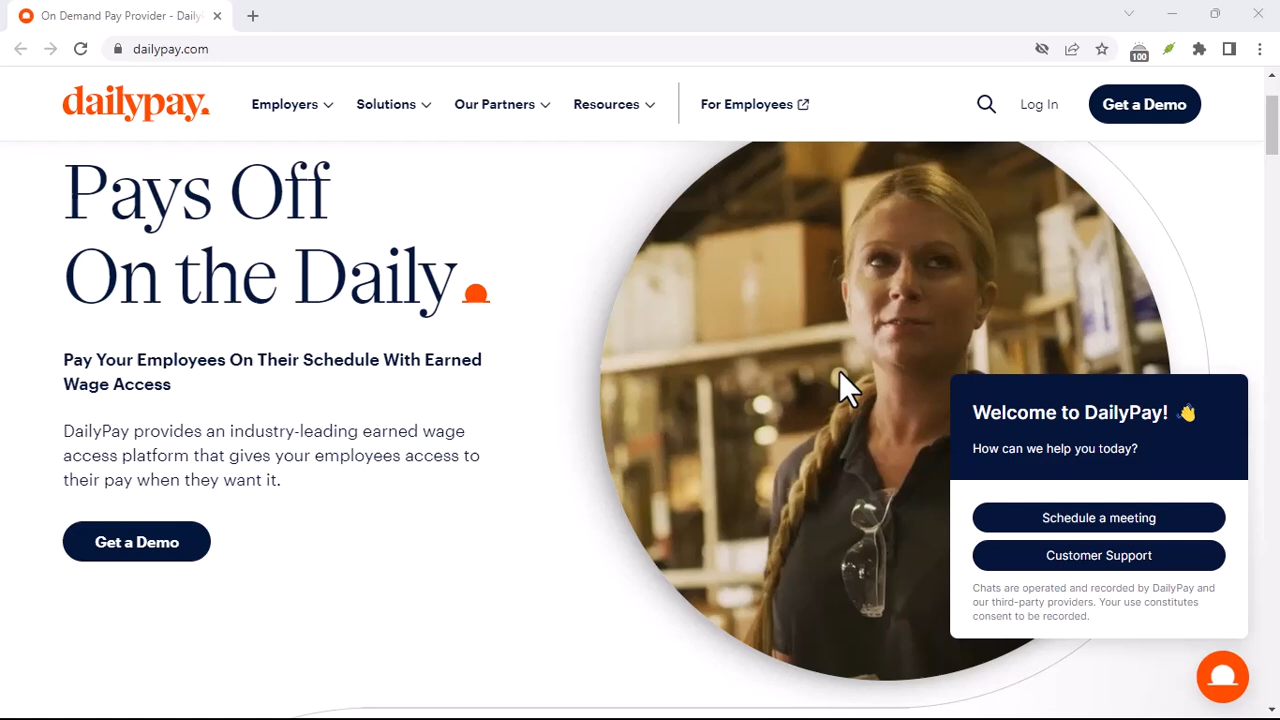 On Demand Pay Provider - Daily
dailypay.com
100
dailypay.
Employers
Solutions
Our Partners
Resources
For Employees
Log In
Get a Demo
Pays Off
On the Daily
Pay Your Employees On Their Schedule With Earned
Wage Access
DailyPay provides an industry-leading earned wage
access platform that gives your employees access to
their pay when they want it.
Get a Demo
Welcome to DailyPay! 👋
How can we help you today?
Schedule a meeting
Customer Support
Chats are operated and recorded by DailyPay and
our third-party providers. Your use constitutes
consent to be recorded.